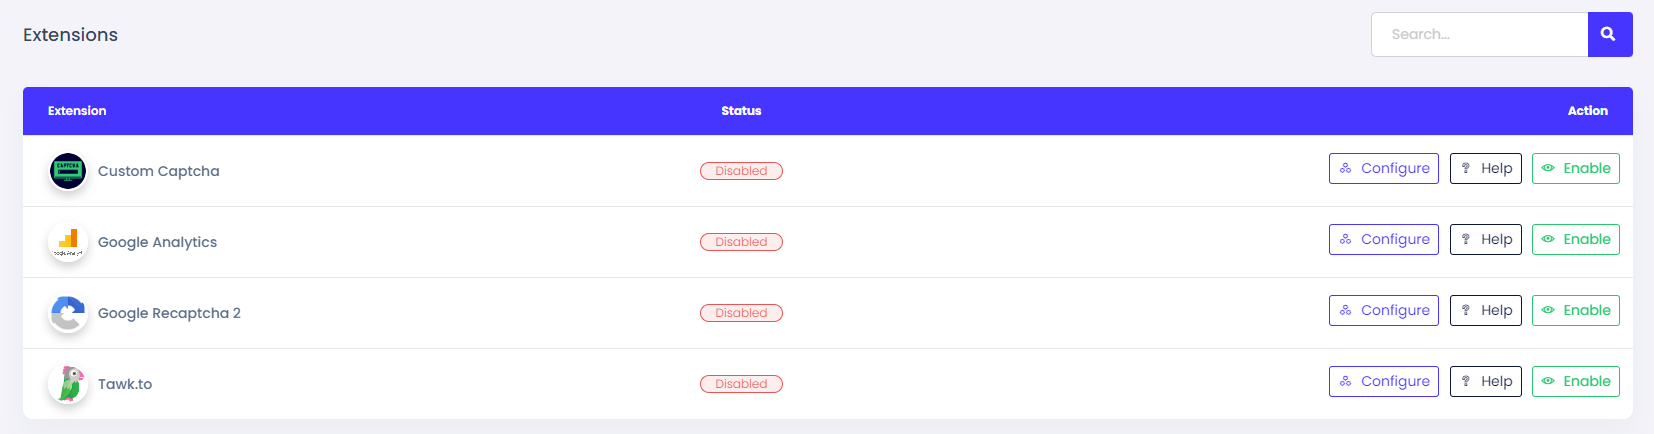 Extensions
Search...
Extension Status Action
CAPTCHA
Custom Captcha Disabled Configure Help Enable
Google Analytics Disabled Configure Help Enable
Google Recaptcha 2 Disabled Configure Help Enable
Tawk.to Disabled Configure Help Enable